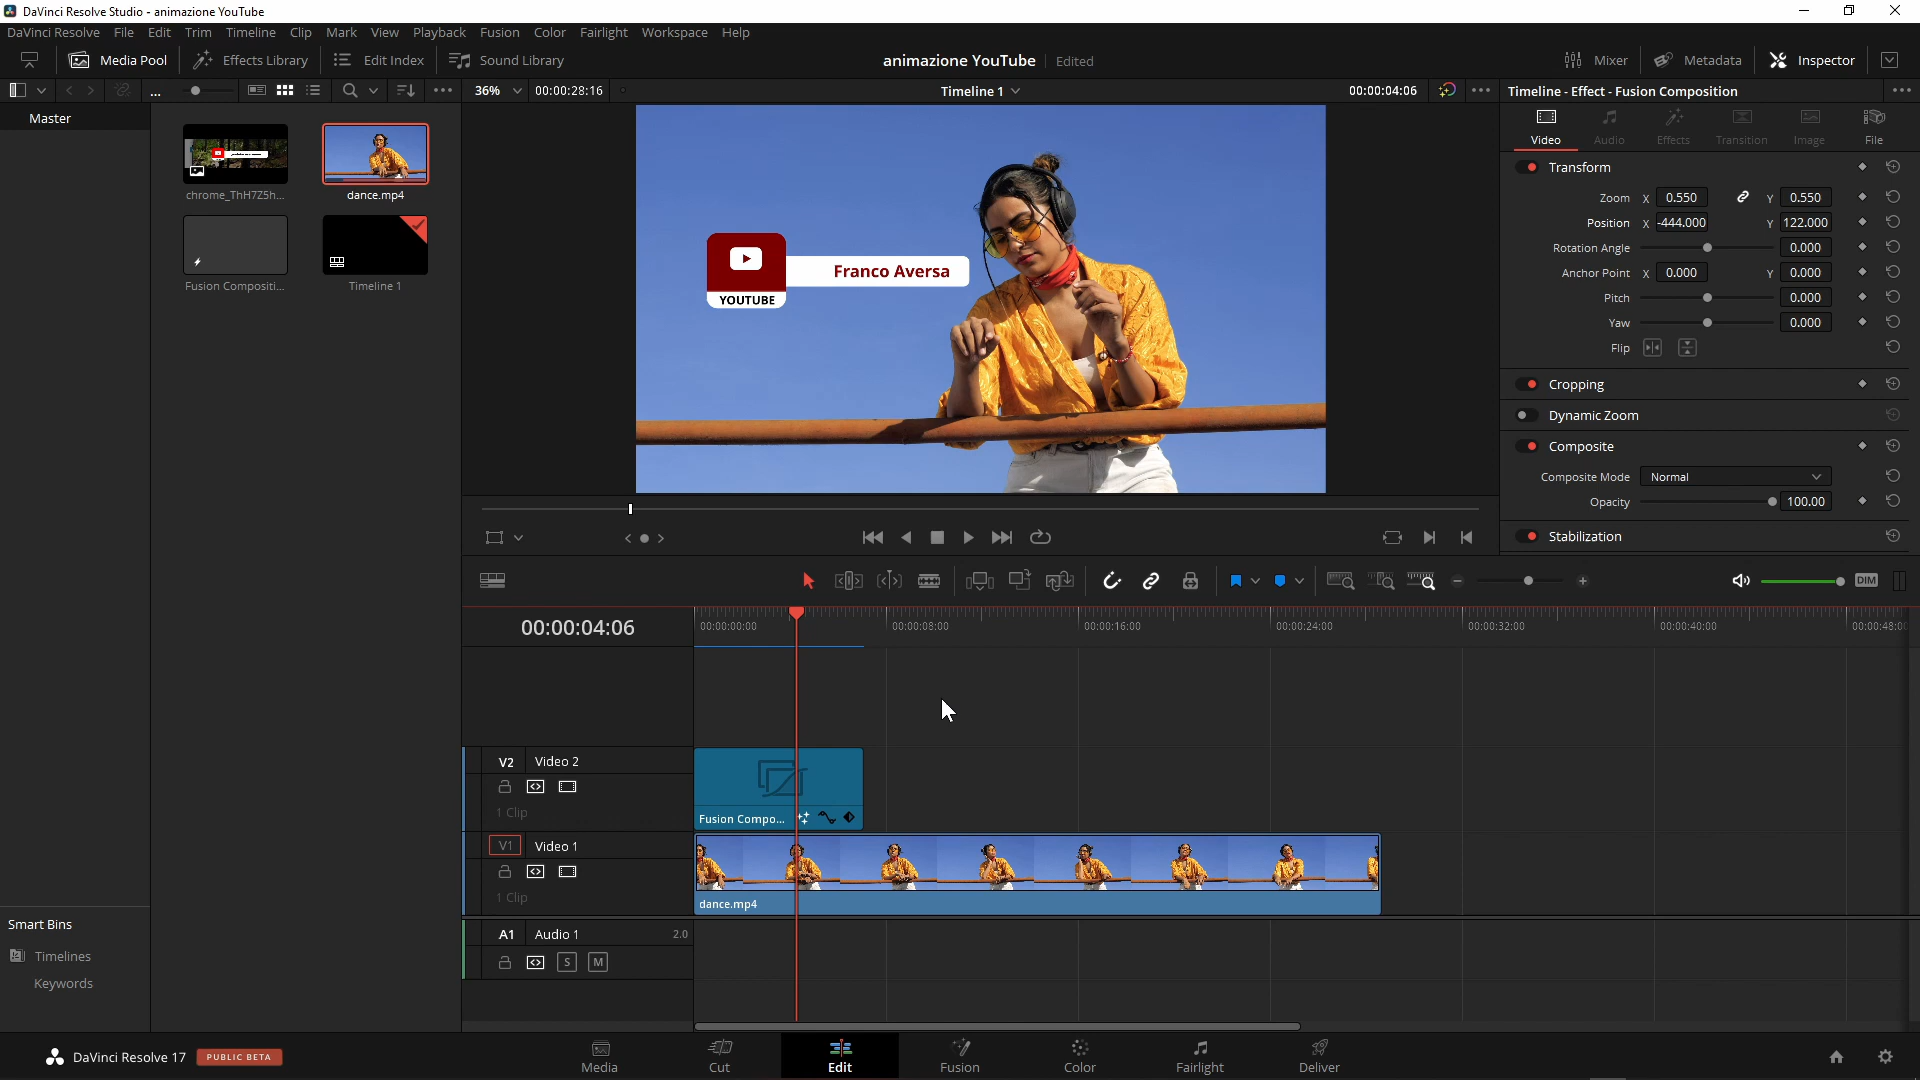 DaVinci Resolve Studio - animazione YouTube
DaVinci Resolve File Edit Trim Timeline Clip Mark View Playback Fusion Color Fairlight Workspace Help
Media Pool Effects Library Edit Index Sound Library animazione YouTube Edited Mixer Metadata Inspector
... 36% 00:00:28:16 Timeline 1 00:00:04:06 Timeline - Effect - Fusion Composition
Master
Video Audio Effects Transition Image File
chrome_ThH7Z5h... dance.mp4
Fusion Compositi... Timeline 1
Franco Aversa
YOUTUBE
Transform
Zoom X 0.550 Y 0.550
Position X -444.000 Y 122.000
Rotation Angle 0.000
Anchor Point X 0.000 Y 0.000
Pitch 0.000
Yaw 0.000
Flip
Cropping
Dynamic Zoom
Composite
Composite Mode Normal
Opacity 100.00
Stabilization
DIM
00:00:04:06 00:00:00:00 00:00:08:00 00:00:16:00 00:00:24:00 00:00:32:00 00:00:40:00 00:00:48:0
V2 Video 2
1 Clip
Fusion Compo...
V1 Video 1
1 Clip
dance.mp4
A1 Audio 1 2.0
S M
Smart Bins
Timelines
Keywords
DaVinci Resolve 17 PUBLIC BETA
Media Cut Edit Fusion Color Fairlight Deliver